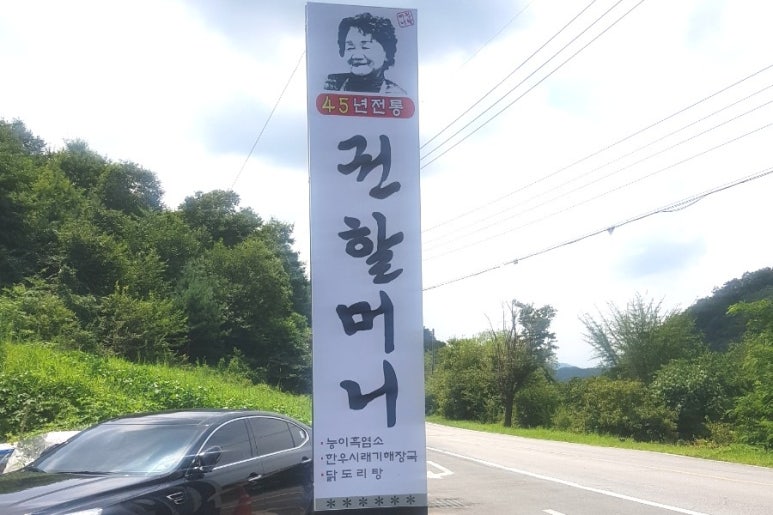 45년전통
권할머니
·능이흑염소
·한우시래기해장국
·닭도리탕
*****